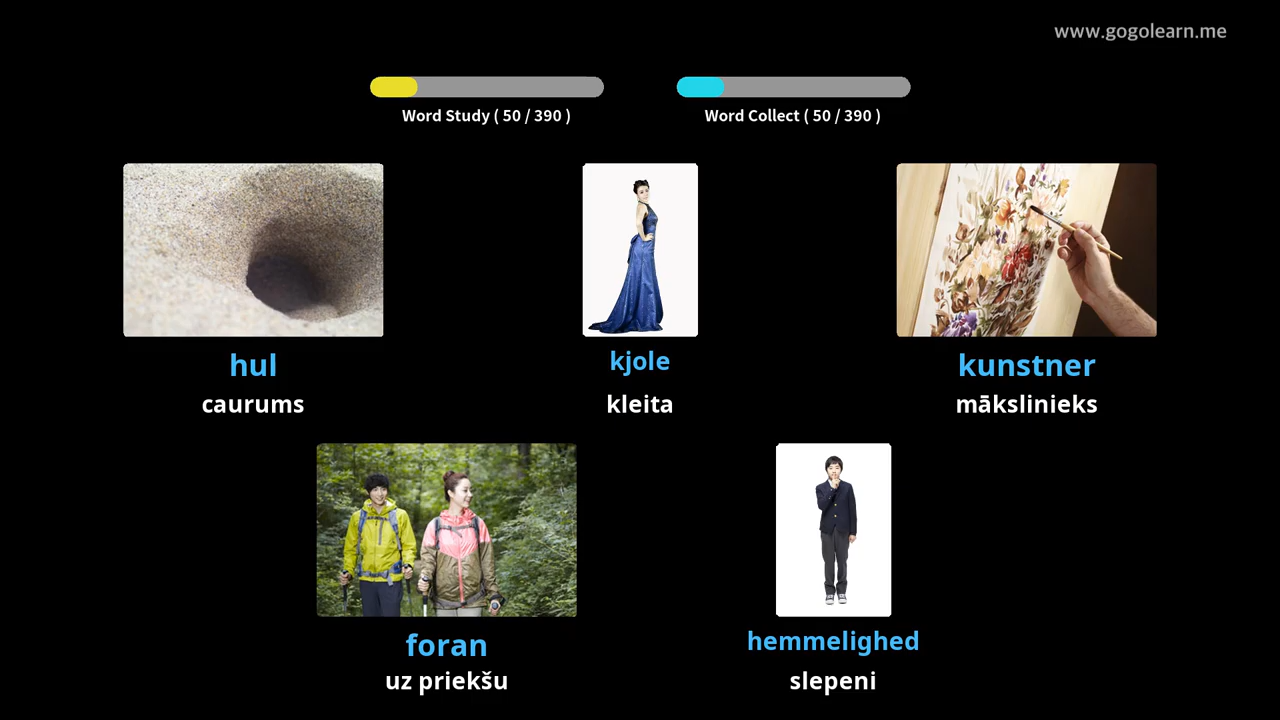 www.gogolearn.me
Word Study ( 50 / 390 )
Word Collect ( 50 / 390 )
hul
caurums
kjole
kleita
kunstner
mākslinieks
foran
uz priekšu
hemmelighed
slepeni